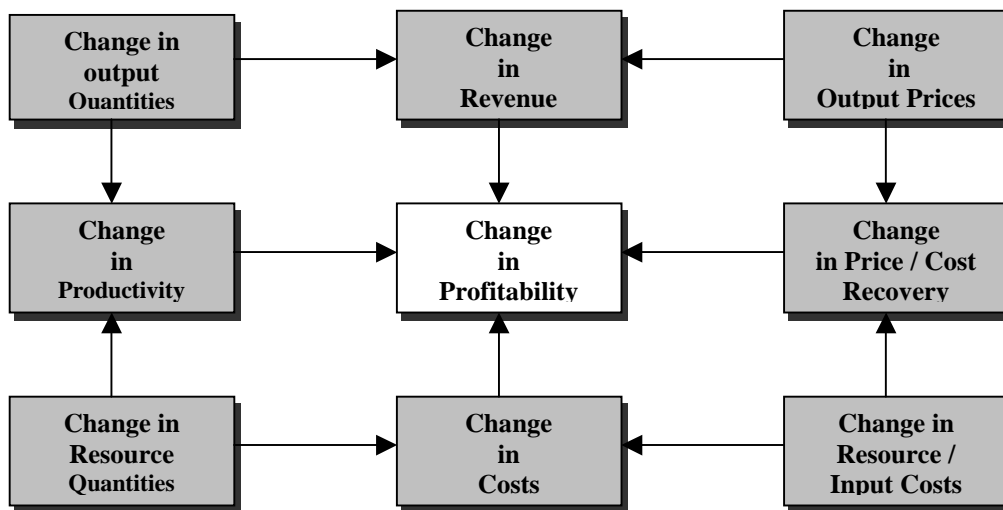 Change in
output
Quantities
Change
in
Revenue
Change
in
Output Prices
Change
in
Productivity
Change
in
Profitability
Change
in Price / Cost
Recovery
Change in
Resource
Quantities
Change
in
Costs
Change in
Resource /
Input Costs